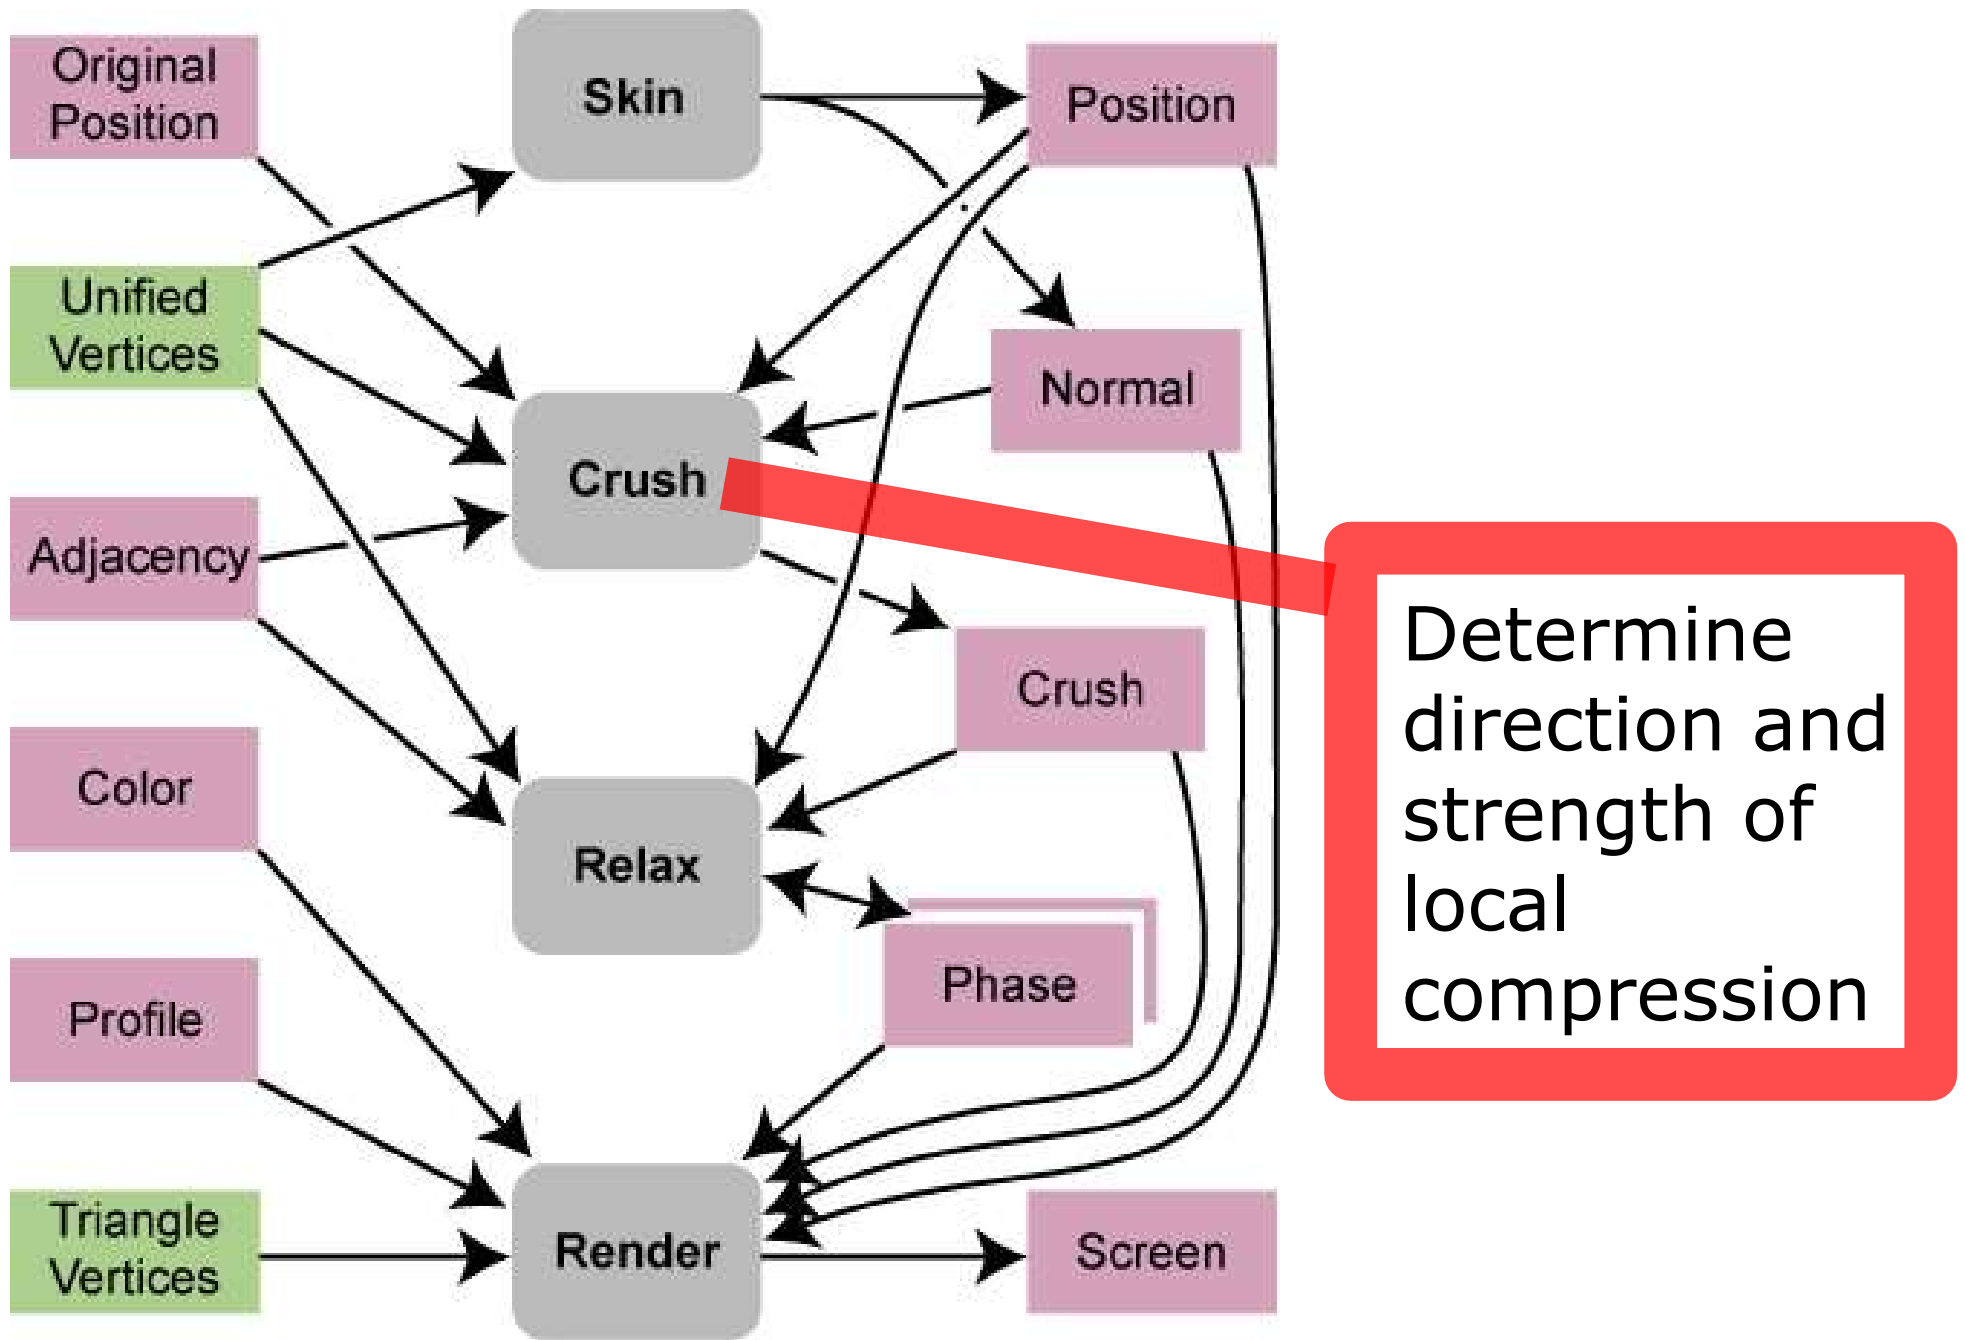 Original
Position
Skin
Position
Unified
Vertices
Normal
Crush
Adjacency
Determine
direction and
strength of
local
compression
Crush
Color
Relax
Phase
Profile
Triangle
Vertices
Render
Screen